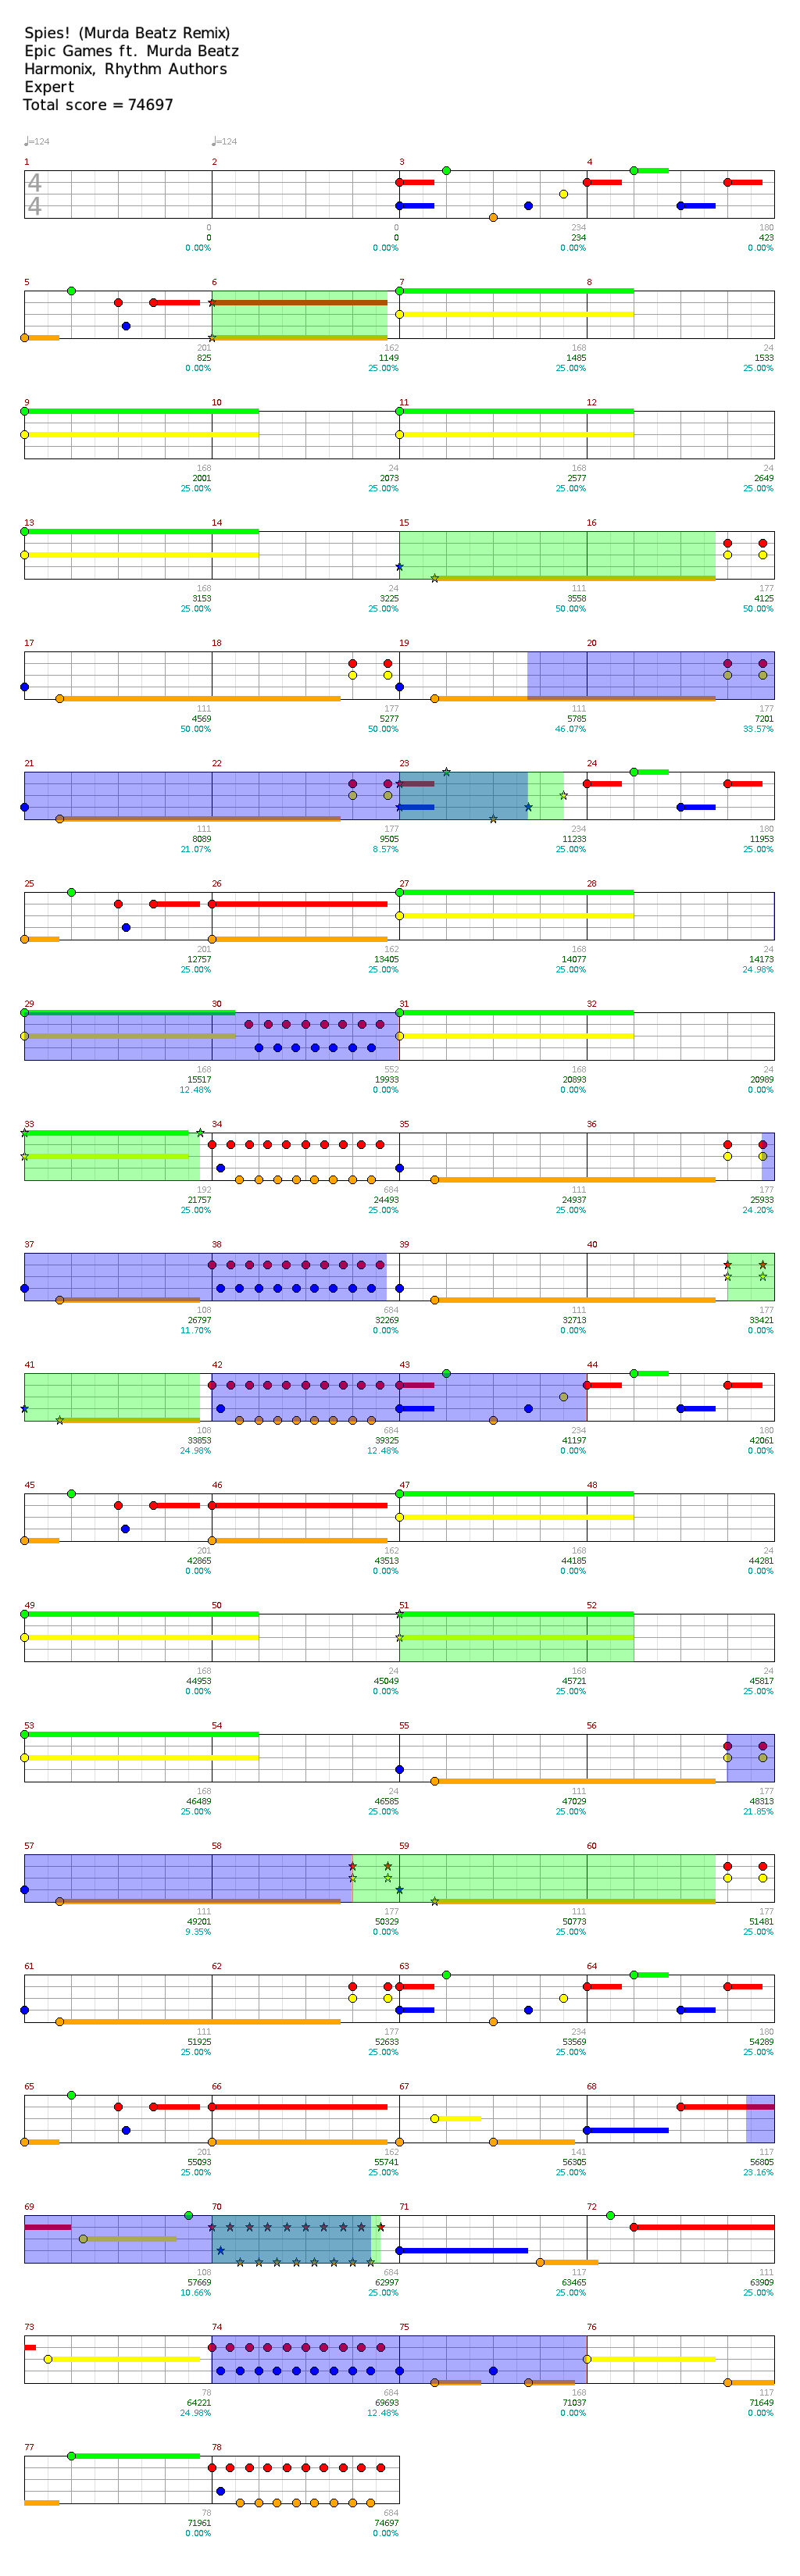 Spies! (Murda Beatz Remix)
Epic Games ft. Murda Beatz
Harmonix, Rhythm Authors
Expert
Total score = 74697
♩=124 ♩=124
1 2 3 4
4
4
0 0 234 180
0 0 234 423
0.00% 0.00% 0.00% 0.00%
5 6 7 8
201 162 168 24
825 1149 1485 1533
0.00% 25.00% 25.00% 25.00%
9 10 11 12
168 24 168 24
2001 2073 2577 2649
25.00% 25.00% 25.00% 25.00%
13 14 15 16
168 24 111 177
3153 3225 3558 4125
25.00% 25.00% 50.00% 50.00%
17 18 19 20
111 177 111 177
4569 5277 5785 7201
50.00% 50.00% 46.07% 33.57%
21 22 23 24
111 177 234 180
8089 9505 11233 11953
21.07% 8.57% 25.00% 25.00%
25 26 27 28
201 162 168 24
12757 13405 14077 14173
25.00% 25.00% 25.00% 24.98%
29 30 31 32
168 552 168 24
15517 19933 20893 20989
12.48% 0.00% 0.00% 0.00%
33 34 35 36
192 684 111 177
21757 24493 24937 25933
25.00% 25.00% 25.00% 24.20%
37 38 39 40
108 684 111 177
26797 32269 32713 33421
11.70% 0.00% 0.00% 0.00%
41 42 43 44
108 684 234 180
33853 39325 41197 42061
24.98% 12.48% 0.00% 0.00%
45 46 47 48
201 162 168 24
42865 43513 44185 44281
0.00% 0.00% 0.00% 0.00%
49 50 51 52
168 24 168 24
44953 45049 45721 45817
0.00% 0.00% 25.00% 25.00%
53 54 55 56
168 24 111 177
46489 46585 47029 48313
25.00% 25.00% 25.00% 21.85%
57 58 59 60
111 177 111 177
49201 50329 50773 51481
9.35% 0.00% 25.00% 25.00%
61 62 63 64
111 177 234 180
51925 52633 53569 54289
25.00% 25.00% 25.00% 25.00%
65 66 67 68
201 162 141 117
55093 55741 56305 56805
25.00% 25.00% 25.00% 23.16%
69 70 71 72
108 684 117 111
57669 62997 63465 63909
10.66% 25.00% 25.00% 25.00%
73 74 75 76
78 684 168 117
64221 69693 71037 71649
24.98% 12.48% 0.00% 0.00%
77 78
78 684
71961 74697
0.00% 0.00%